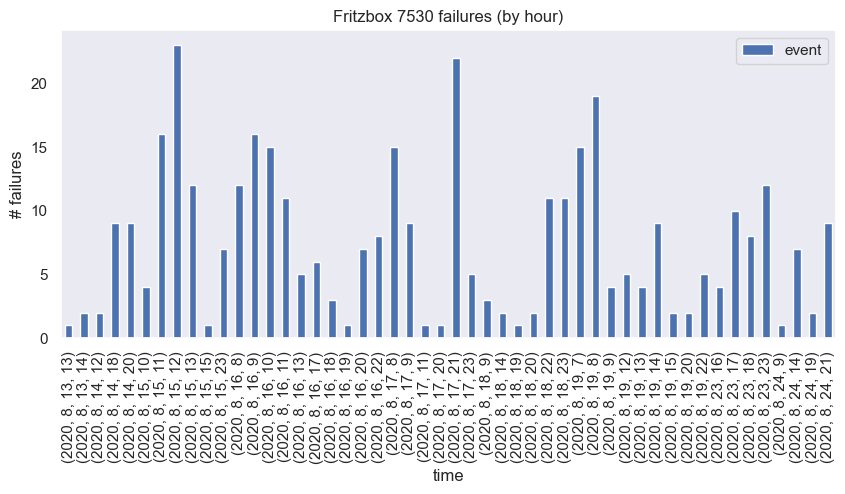 Fritzbox 7530 failures (by hour)
event
# failures
20
15
10
5
0
(2020, 8, 13, 13)
(2020, 8, 13, 14)
(2020, 8, 14, 12)
(2020, 8, 14, 18)
(2020, 8, 14, 20)
(2020, 8, 15, 10)
(2020, 8, 15, 11)
(2020, 8, 15, 12)
(2020, 8, 15, 13)
(2020, 8, 15, 15)
(2020, 8, 15, 23)
(2020, 8, 16, 8)
(2020, 8, 16, 9)
(2020, 8, 16, 10)
(2020, 8, 16, 11)
(2020, 8, 16, 13)
(2020, 8, 16, 17)
(2020, 8, 16, 18)
(2020, 8, 16, 19)
(2020, 8, 16, 20)
(2020, 8, 16, 22)
(2020, 8, 17, 8)
(2020, 8, 17, 9)
(2020, 8, 17, 11)
(2020, 8, 17, 20)
(2020, 8, 17, 21)
(2020, 8, 17, 23)
(2020, 8, 18, 9)
(2020, 8, 18, 14)
(2020, 8, 18, 19)
(2020, 8, 18, 20)
(2020, 8, 18, 22)
(2020, 8, 18, 23)
(2020, 8, 19, 7)
(2020, 8, 19, 8)
(2020, 8, 19, 9)
(2020, 8, 19, 12)
(2020, 8, 19, 13)
(2020, 8, 19, 14)
(2020, 8, 19, 15)
(2020, 8, 19, 20)
(2020, 8, 19, 22)
(2020, 8, 23, 16)
(2020, 8, 23, 17)
(2020, 8, 23, 18)
(2020, 8, 23, 23)
(2020, 8, 24, 9)
(2020, 8, 24, 14)
(2020, 8, 24, 19)
(2020, 8, 24, 21)
time